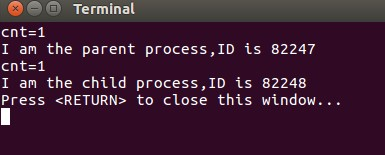 Terminal
cnt=1
I am the parent process,ID is 82247
cnt=1
I am the child process,ID is 82248
Press <RETURN> to close this window...